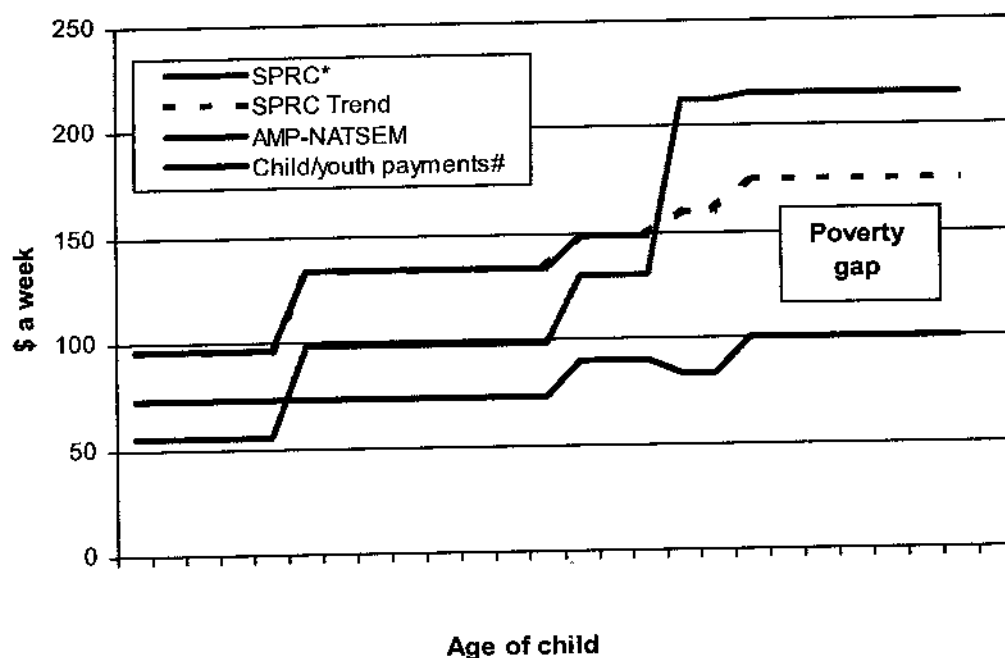 250
200
150
100
50
0
$ a week
SPRC*
SPRC Trend
AMP-NATSEM
Child/youth payments#
Poverty
gap
Age of child